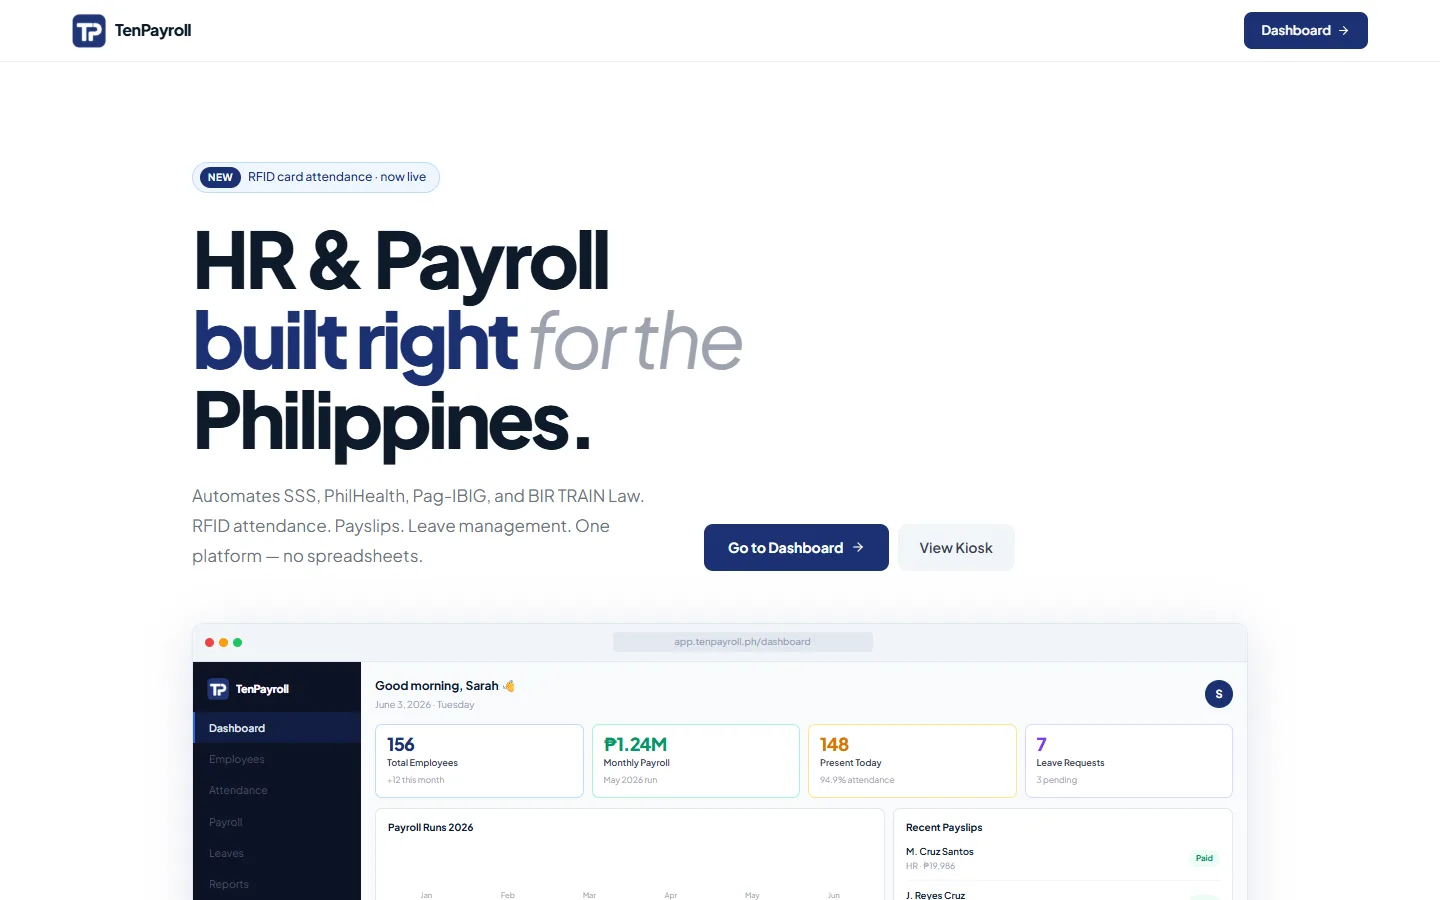 TP TenPayroll
Dashboard →
NEW RFID card attendance · now live
HR & Payroll
built right for the
Philippines.
Automates SSS, PhilHealth, Pag-IBIG, and BIR TRAIN Law.
RFID attendance. Payslips. Leave management. One
platform — no spreadsheets.
Go to Dashboard →
View Kiosk
app.tenpayroll.ph/dashboard
TP TenPayroll
Dashboard
Employees
Attendance
Payroll
Leaves
Reports
Good morning, Sarah 👋
June 3, 2026 · Tuesday
S
156
Total Employees
+12 this month
₱1.24M
Monthly Payroll
May 2026 run
148
Present Today
94.9% attendance
7
Leave Requests
3 pending
Payroll Runs 2026
Jan Feb Mar Apr May Jun
Recent Payslips
M. Cruz Santos
HR · ₱19,986
Paid
J. Reyes Cruz